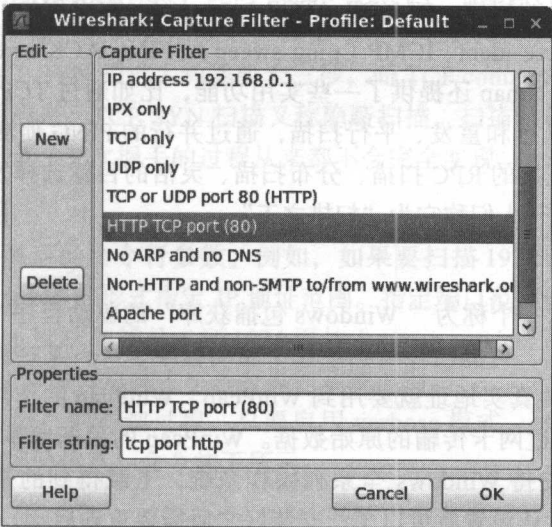 Wireshark: Capture Filter - Profile: Default
Edit
Capture Filter
IP address 192.168.0.1
IPX only
TCP only
UDP only
TCP or UDP port 80 (HTTP)
HTTP TCP port (80)
No ARP and no DNS
Non-HTTP and non-SMTP to/from www.wireshark.or
Apache port
New
Delete
Properties
Filter name: HTTP TCP port (80)
Filter string: tcp port http
Help
Cancel
OK